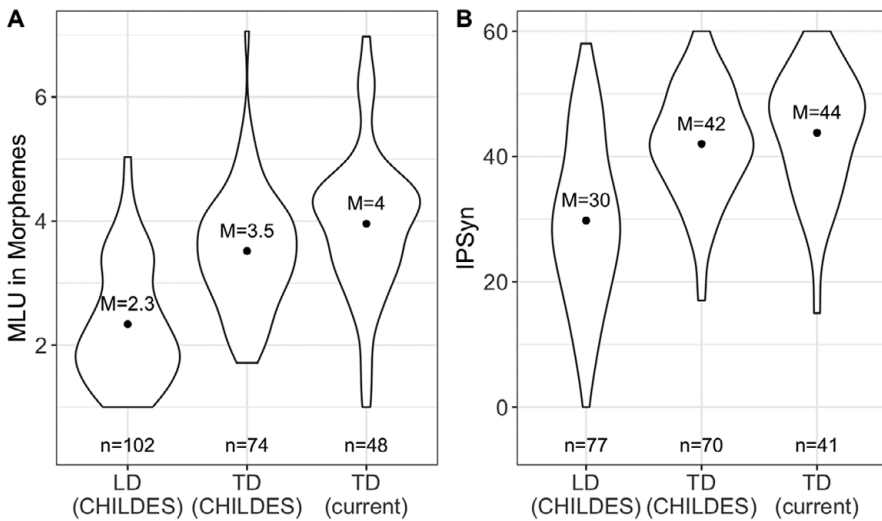 A
MLU in Morphemes
6
4
2
M=2.3
M=3.5
M=4
n=102
n=74
n=48
LD
(CHILDES)
TD
(CHILDES)
TD
(current)
B
IPSyn
60
40
20
0
M=30
M=42
M=44
n=77
n=70
n=41
LD
(CHILDES)
TD
(CHILDES)
TD
(current)